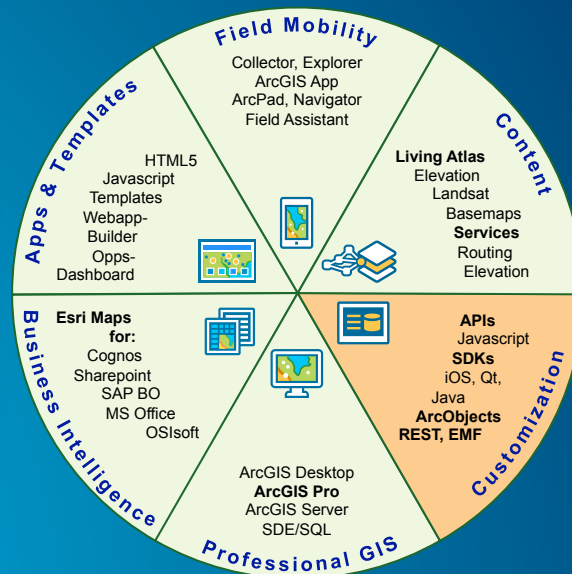 Field Mobility
Collector, Explorer
ArcGIS App
ArcPad, Navigator
Field Assistant
Content
Living Atlas
Elevation
Landsat
Basemaps
Services
Routing
Elevation
Customization
APIs
Javascript
SDKs
iOS, Qt,
Java
ArcObjects
REST, EMF
Professional GIS
ArcGIS Desktop
ArcGIS Pro
ArcGIS Server
SDE/SQL
Business Intelligence
Esri Maps
for:
Cognos
Sharepoint
SAP BO
MS Office
OSIsoft
Apps & Templates
HTML5
Javascript
Templates
Webapp-
Builder
Opps-
Dashboard